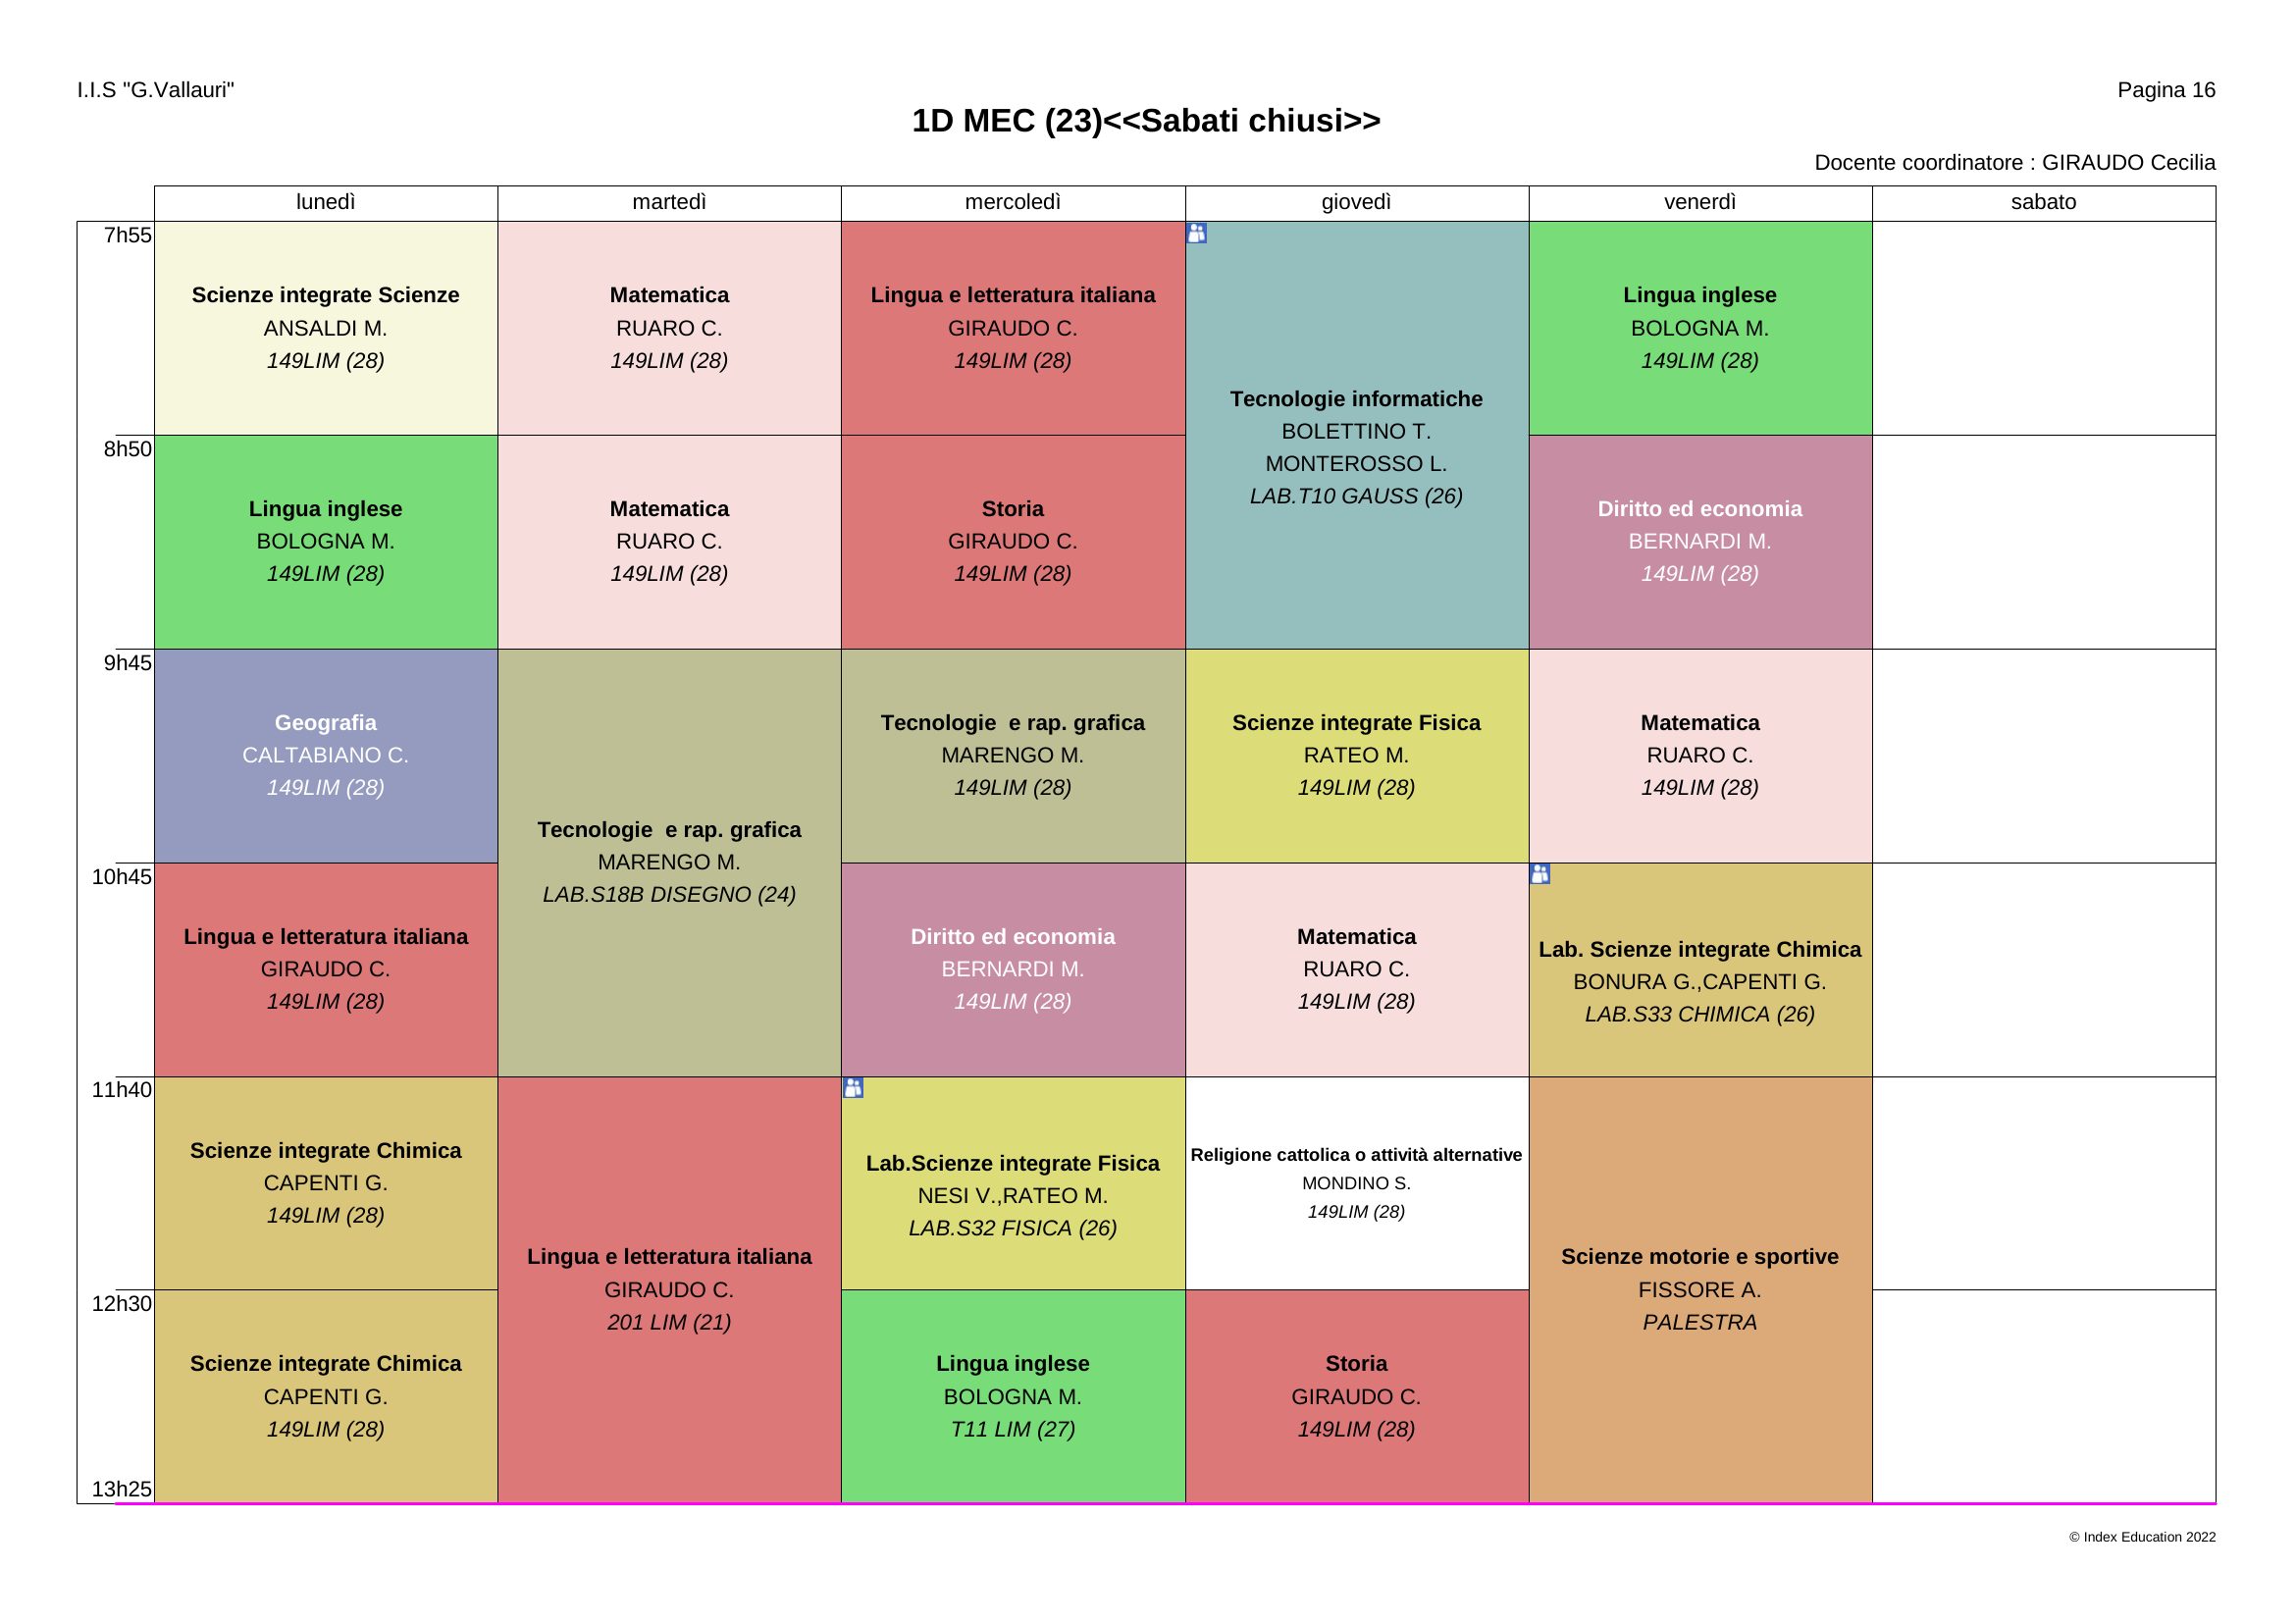 I.I.S "G.Vallauri"
Pagina 16
1D MEC (23)<<Sabati chiusi>>
Docente coordinatore : GIRAUDO Cecilia
lunedì
martedì
mercoledì
giovedì
venerdì
sabato
7h55
Scienze integrate Scienze
ANSALDI M.
149LIM (28)
Matematica
RUARO C.
149LIM (28)
Lingua e letteratura italiana
GIRAUDO C.
149LIM (28)
Tecnologie informatiche
BOLETTINO T.
MONTEROSSO L.
LAB.T10 GAUSS (26)
Lingua inglese
BOLOGNA M.
149LIM (28)
8h50
Lingua inglese
BOLOGNA M.
149LIM (28)
Matematica
RUARO C.
149LIM (28)
Storia
GIRAUDO C.
149LIM (28)
Diritto ed economia
BERNARDI M.
149LIM (28)
9h45
Geografia
CALTABIANO C.
149LIM (28)
Tecnologie  e rap. grafica
MARENGO M.
LAB.S18B DISEGNO (24)
Tecnologie  e rap. grafica
MARENGO M.
149LIM (28)
Scienze integrate Fisica
RATEO M.
149LIM (28)
Matematica
RUARO C.
149LIM (28)
10h45
Lingua e letteratura italiana
GIRAUDO C.
149LIM (28)
Diritto ed economia
BERNARDI M.
149LIM (28)
Matematica
RUARO C.
149LIM (28)
Lab. Scienze integrate Chimica
BONURA G.,CAPENTI G.
LAB.S33 CHIMICA (26)
11h40
Scienze integrate Chimica
CAPENTI G.
149LIM (28)
Lingua e letteratura italiana
GIRAUDO C.
201 LIM (21)
Lab.Scienze integrate Fisica
NESI V.,RATEO M.
LAB.S32 FISICA (26)
Religione cattolica o attività alternative
MONDINO S.
149LIM (28)
Scienze motorie e sportive
FISSORE A.
PALESTRA
12h30
Scienze integrate Chimica
CAPENTI G.
149LIM (28)
Lingua inglese
BOLOGNA M.
T11 LIM (27)
Storia
GIRAUDO C.
149LIM (28)
13h25
© Index Education 2022